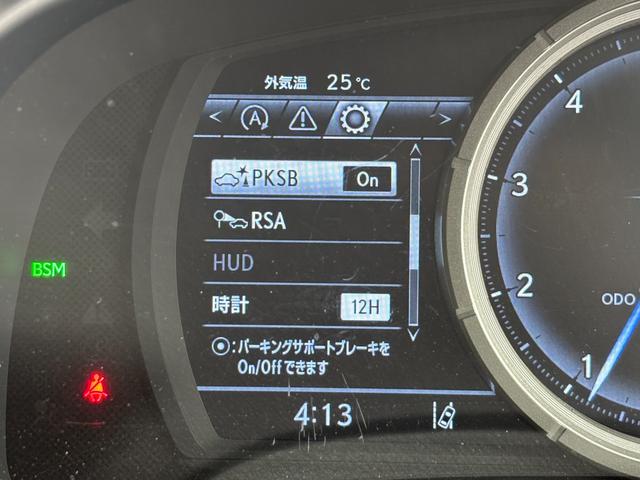 外気温 25℃
< A ! >
PKSB On
RSA
HUD
時計 12H
◉:パーキングサポートブレーキを
On/Offできます
4:13
BSM
4
3
2
1
ODO